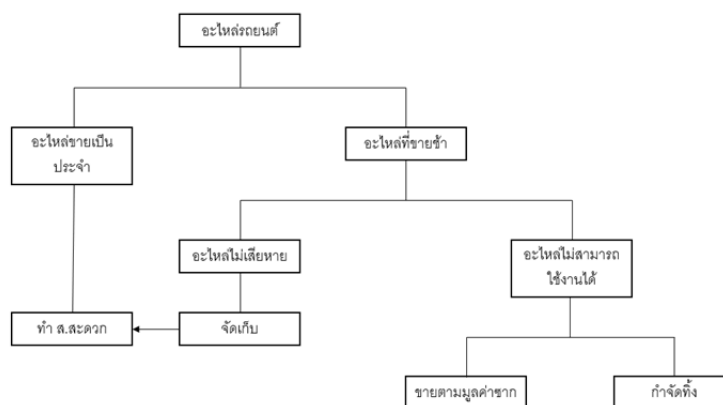 อะไหล่รถยนต์
อะไหล่ขายเป็น
ประจำ
อะไหล่ที่ขายช้า
อะไหล่ไม่เสียหาย
อะไหล่ไม่สามารถ
ใช้งานได้
ทำ ส.สะดวก
จัดเก็บ
ขายตามมูลค่าซาก
กำจัดทิ้ง